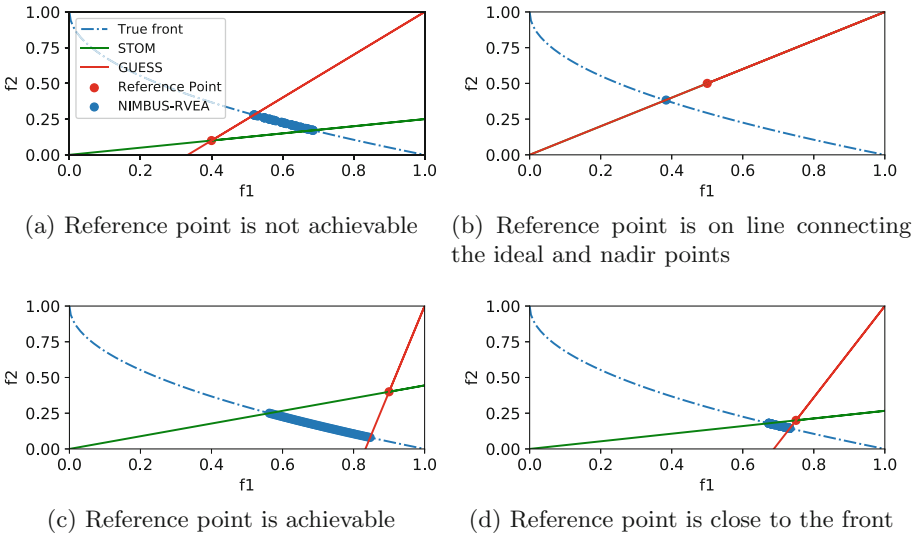 1.00
0.75
0.50
0.25
0.00
f2
True front
STOM
GUESS
Reference Point
NIMBUS-RVEA
0.0 0.2 0.4 0.6 0.8 1.0
f1
(a) Reference point is not achievable
1.00
0.75
0.50
0.25
0.00
f2
0.0 0.2 0.4 0.6 0.8 1.0
f1
(b) Reference point is on line connecting
the ideal and nadir points
1.00
0.75
0.50
0.25
0.00
f2
0.0 0.2 0.4 0.6 0.8 1.0
f1
(c) Reference point is achievable
1.00
0.75
0.50
0.25
0.00
f2
0.0 0.2 0.4 0.6 0.8 1.0
f1
(d) Reference point is close to the front